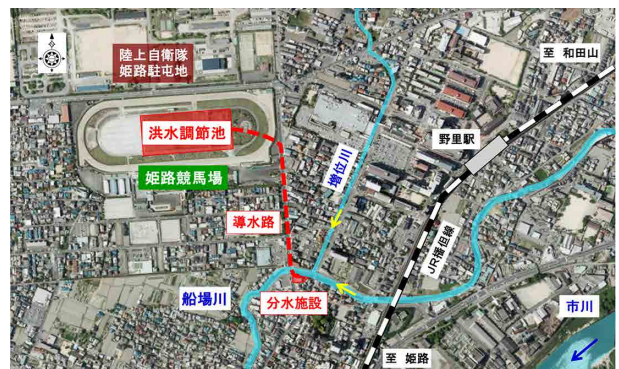 陸上自衛隊
姫路駐屯地
至 和田山
洪水調節池
野里駅
増位川
姫路競馬場
導水路
JR播但線
船場川
分水施設
市川
至 姫路